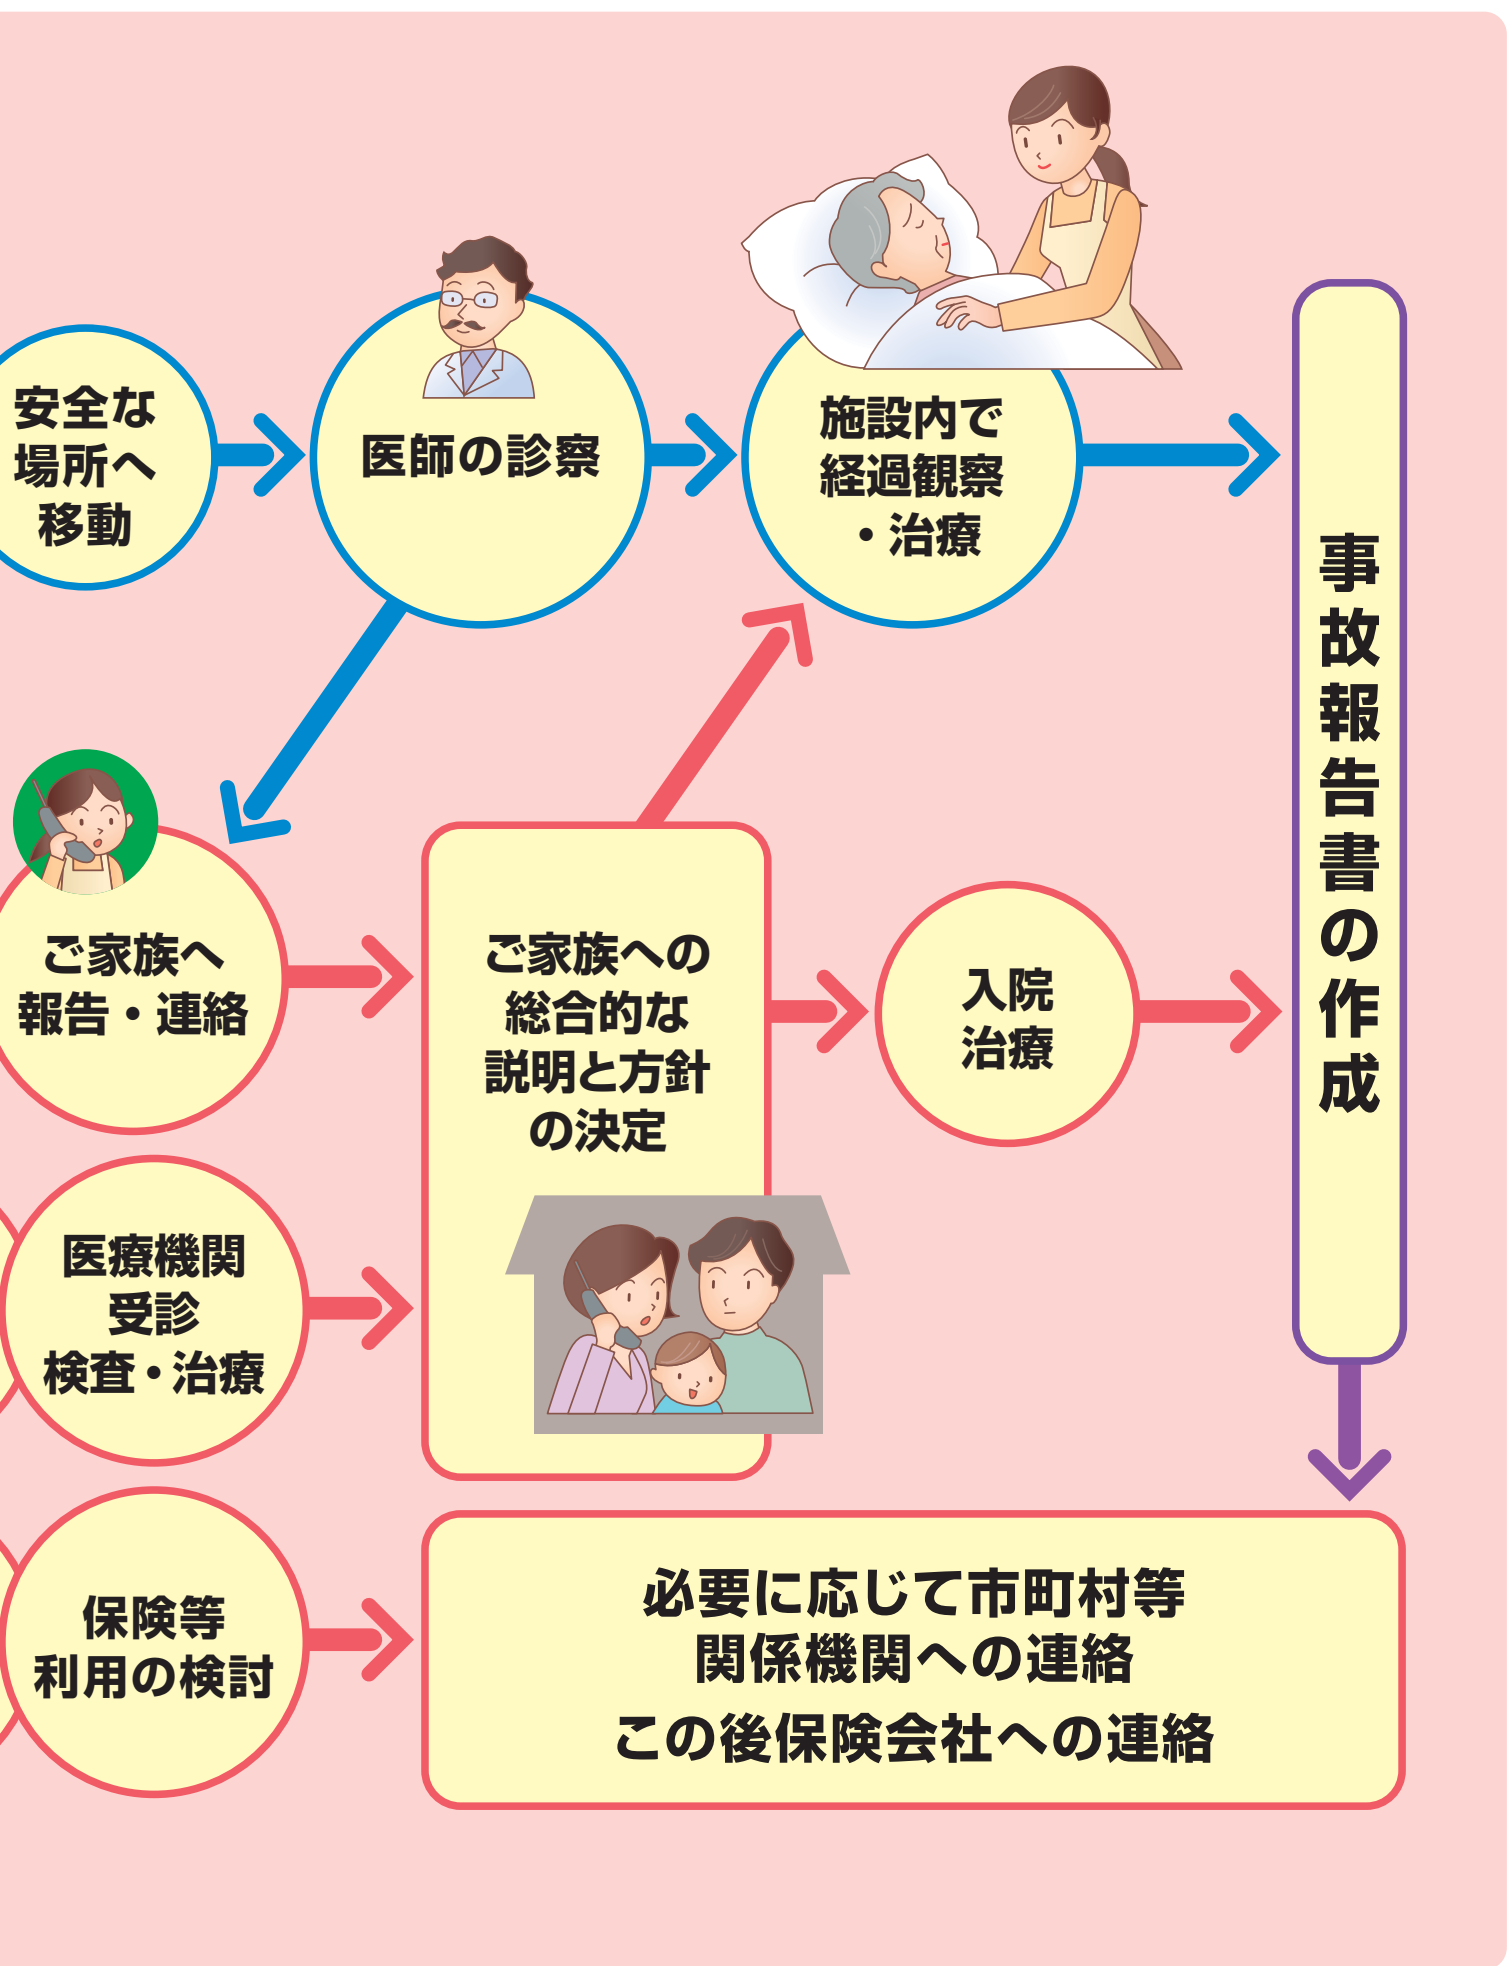 安全な
場所へ
移動
医師の診察
施設内で
経過観察
・治療
事故報告書の作成
ご家族へ
報告・連絡
ご家族への
総合的な
説明と方針
の決定
入院
治療
医療機関
受診
検査・治療
保険等
利用の検討
必要に応じて市町村等
関係機関への連絡
この後保険会社への連絡